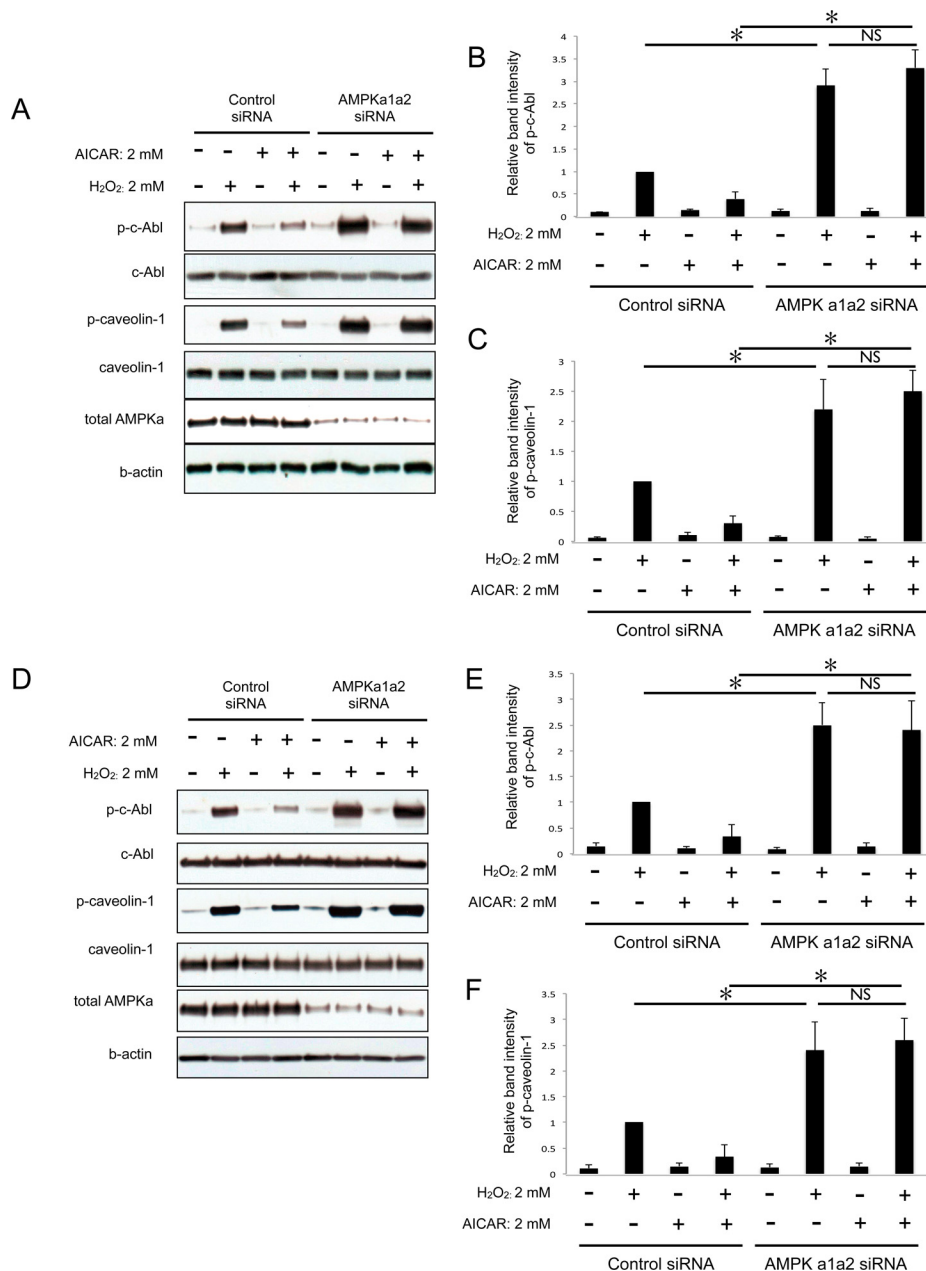 A
Control
siRNA
AMPKa1a2
siRNA
AICAR: 2 mM - - + + - - + +
H2O2: 2 mM - + - + - + - +
p-c-Abl
c-Abl
p-caveolin-1
caveolin-1
total AMPKa
b-actin
B
Relative band intensity
of p-c-Abl
4
3.5
3
2.5
2
1.5
1
0.5
0
*
*
NS
H2O2: 2 mM - + - + - + - +
AICAR: 2 mM - - + + - - + +
Control siRNA
AMPK a1a2 siRNA
C
Relative band intensity
of p-caveolin-1
3
2.5
2
1.5
1
0.5
0
*
*
NS
H2O2: 2 mM - + - + - + - +
AICAR: 2 mM - - + + - - + +
Control siRNA
AMPK a1a2 siRNA
D
Control
siRNA
AMPKa1a2
siRNA
AICAR: 2 mM - - + + - - + +
H2O2: 2 mM - + - + - + - +
p-c-Abl
c-Abl
p-caveolin-1
caveolin-1
total AMPKa
b-actin
E
Relative band intensity
of p-c-Abl
3.5
3
2.5
2
1.5
1
0.5
0
*
*
NS
H2O2: 2 mM - + - + - + - +
AICAR: 2 mM - - + + - - + +
Control siRNA
AMPK a1a2 siRNA
F
Relative band intensity
of p-caveolin-1
3.5
3
2.5
2
1.5
1
0.5
0
*
*
NS
H2O2: 2 mM - + - + - + - +
AICAR: 2 mM - - + + - - + +
Control siRNA
AMPK a1a2 siRNA